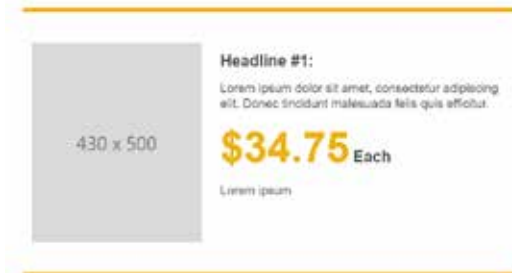 430 x 500
Headline #1:
Lorem ipsum dolor sit amet, consectetur adipiscing
elit. Donec tincidunt malesuada felis quis efficitur.
$34.75 Each
Lorem ipsum